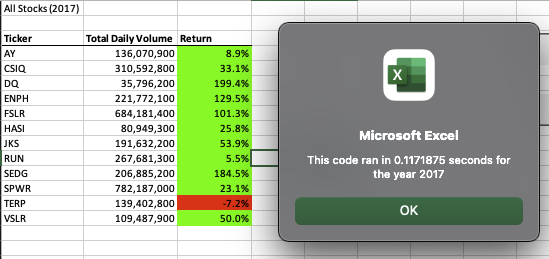 All Stocks (2017)
Ticker Total Daily Volume Return
AY 136,070,900 8.9%
CSIQ 310,592,800 33.1%
DQ 35,796,200 199.4%
ENPH 221,772,100 129.5%
FSLR 684,181,400 101.3%
HASI 80,949,300 25.8%
JKS 191,632,200 53.9%
RUN 267,681,300 5.5%
SEDG 206,885,200 184.5%
SPWR 782,187,000 23.1%
TERP 139,402,800 -7.2%
VSLR 109,487,900 50.0%
X
Microsoft Excel
This code ran in 0.1171875 seconds for
the year 2017
OK